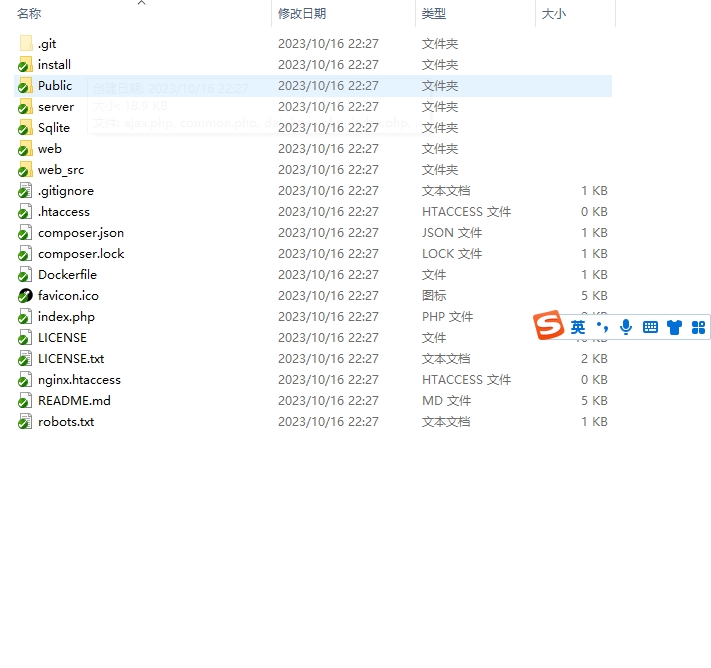 名称 修改日期 类型 大小
.git 2023/10/16 22:27 文件夹
install 2023/10/16 22:27 文件夹
Public 2023/10/16 22:27 文件夹
创建日期: 2023/10/16 22:27
server 2023/10/16 22:27 文件夹
大小: 18.9 KB
Sqlite 2023/10/16 22:27 文件夹
文件: ajax.php, common.php,
web 2023/10/16 22:27 文件夹
web_src 2023/10/16 22:27 文件夹
.gitignore 2023/10/16 22:27 文本文档 1 KB
.htaccess 2023/10/16 22:27 HTACCESS 文件 0 KB
composer.json 2023/10/16 22:27 JSON 文件 1 KB
composer.lock 2023/10/16 22:27 LOCK 文件 1 KB
Dockerfile 2023/10/16 22:27 文件 1 KB
favicon.ico 2023/10/16 22:27 图标 5 KB
index.php 2023/10/16 22:27 PHP 文件 KB
英
LICENSE 2023/10/16 22:27 文件 KB
LICENSE.txt 2023/10/16 22:27 文本文档 2 KB
nginx.htaccess 2023/10/16 22:27 HTACCESS 文件 0 KB
README.md 2023/10/16 22:27 MD 文件 5 KB
robots.txt 2023/10/16 22:27 文本文档 1 KB